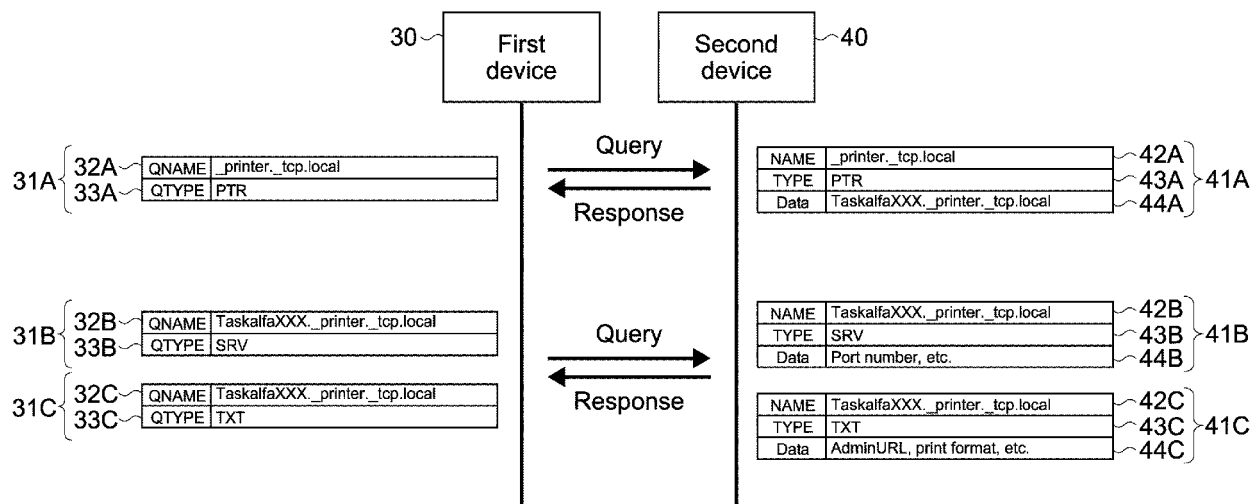 30
First
device
Second
device
40
31A
32A
QNAME _printer._tcp.local
33A
QTYPE PTR
Query
Response
NAME _printer._tcp.local
42A
TYPE PTR
43A
Data TaskalfaXXX._printer._tcp.local
44A
41A
31B
32B
QNAME TaskalfaXXX._printer._tcp.local
33B
QTYPE SRV
31C
32C
QNAME TaskalfaXXX._printer._tcp.local
33C
QTYPE TXT
Query
Response
NAME TaskalfaXXX._printer._tcp.local
42B
TYPE SRV
43B
Data Port number, etc.
44B
41B
NAME TaskalfaXXX._printer._tcp.local
42C
TYPE TXT
43C
Data AdminURL, print format, etc.
44C
41C